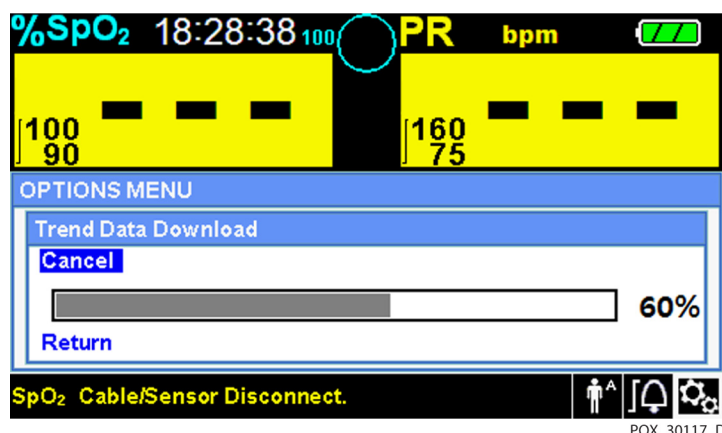 %SpO₂ 18:28:38 100 PR bpm
--- ---
100 160
90 75
OPTIONS MENU
Trend Data Download
Cancel
60%
Return
SpO₂ Cable/Sensor Disconnect. A